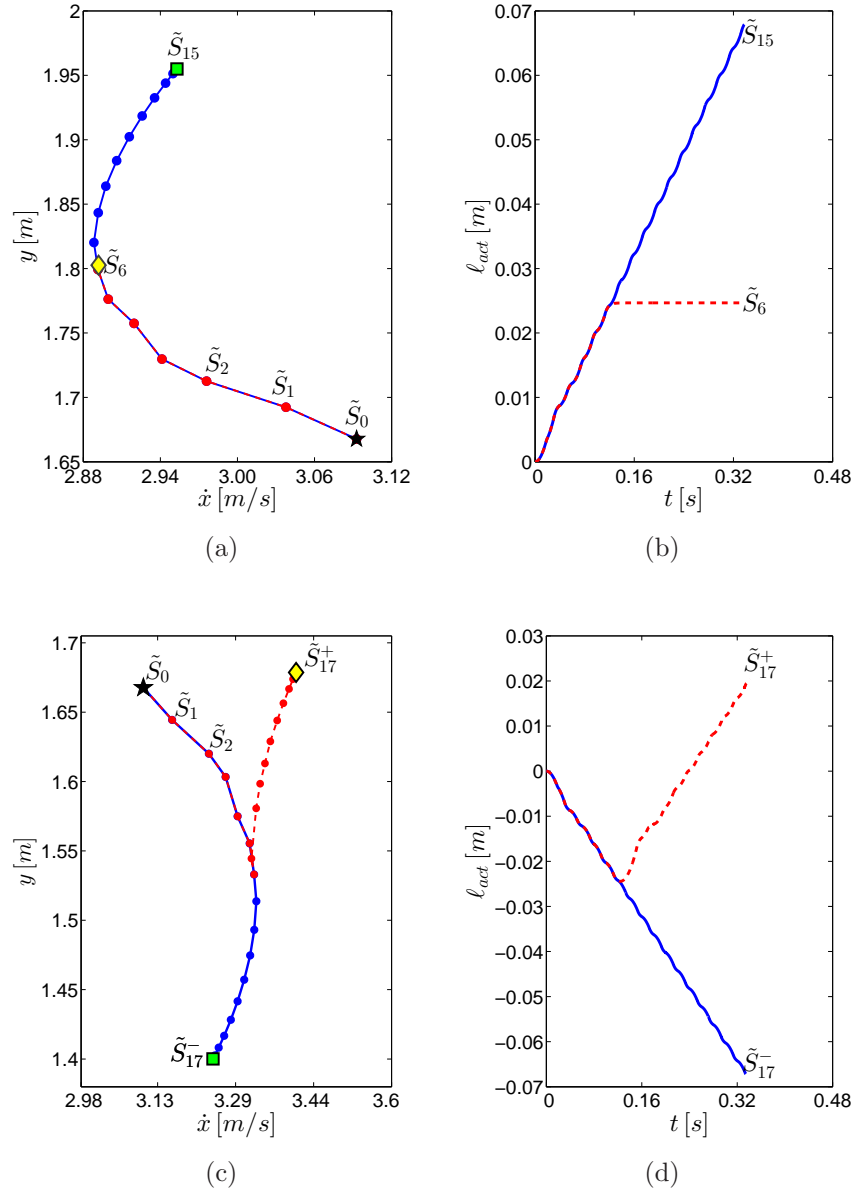 2
1.95
1.9
1.85
1.8
1.75
1.7
1.65
2.88
2.94
3.00
3.06
3.12
y [m]
ẋ [m/s]
S̃₁₅
S̃₆
S̃₂
S̃₁
S̃₀
(a)
0.07
0.06
0.05
0.04
0.03
0.02
0.01
0
0
0.16
0.32
0.48
ℓ_act [m]
t [s]
S̃₁₅
S̃₆
(b)
1.7
1.65
1.6
1.55
1.5
1.45
1.4
2.98
3.13
3.29
3.44
3.6
y [m]
ẋ [m/s]
S̃₀
S̃₁
S̃₂
S̃₁₇⁺
S̃₁₇⁻
(c)
0.03
0.02
0.01
0
−0.01
−0.02
−0.03
−0.04
−0.05
−0.06
−0.07
0
0.16
0.32
0.48
ℓ_act [m]
t [s]
S̃₁₇⁺
S̃₁₇⁻
(d)